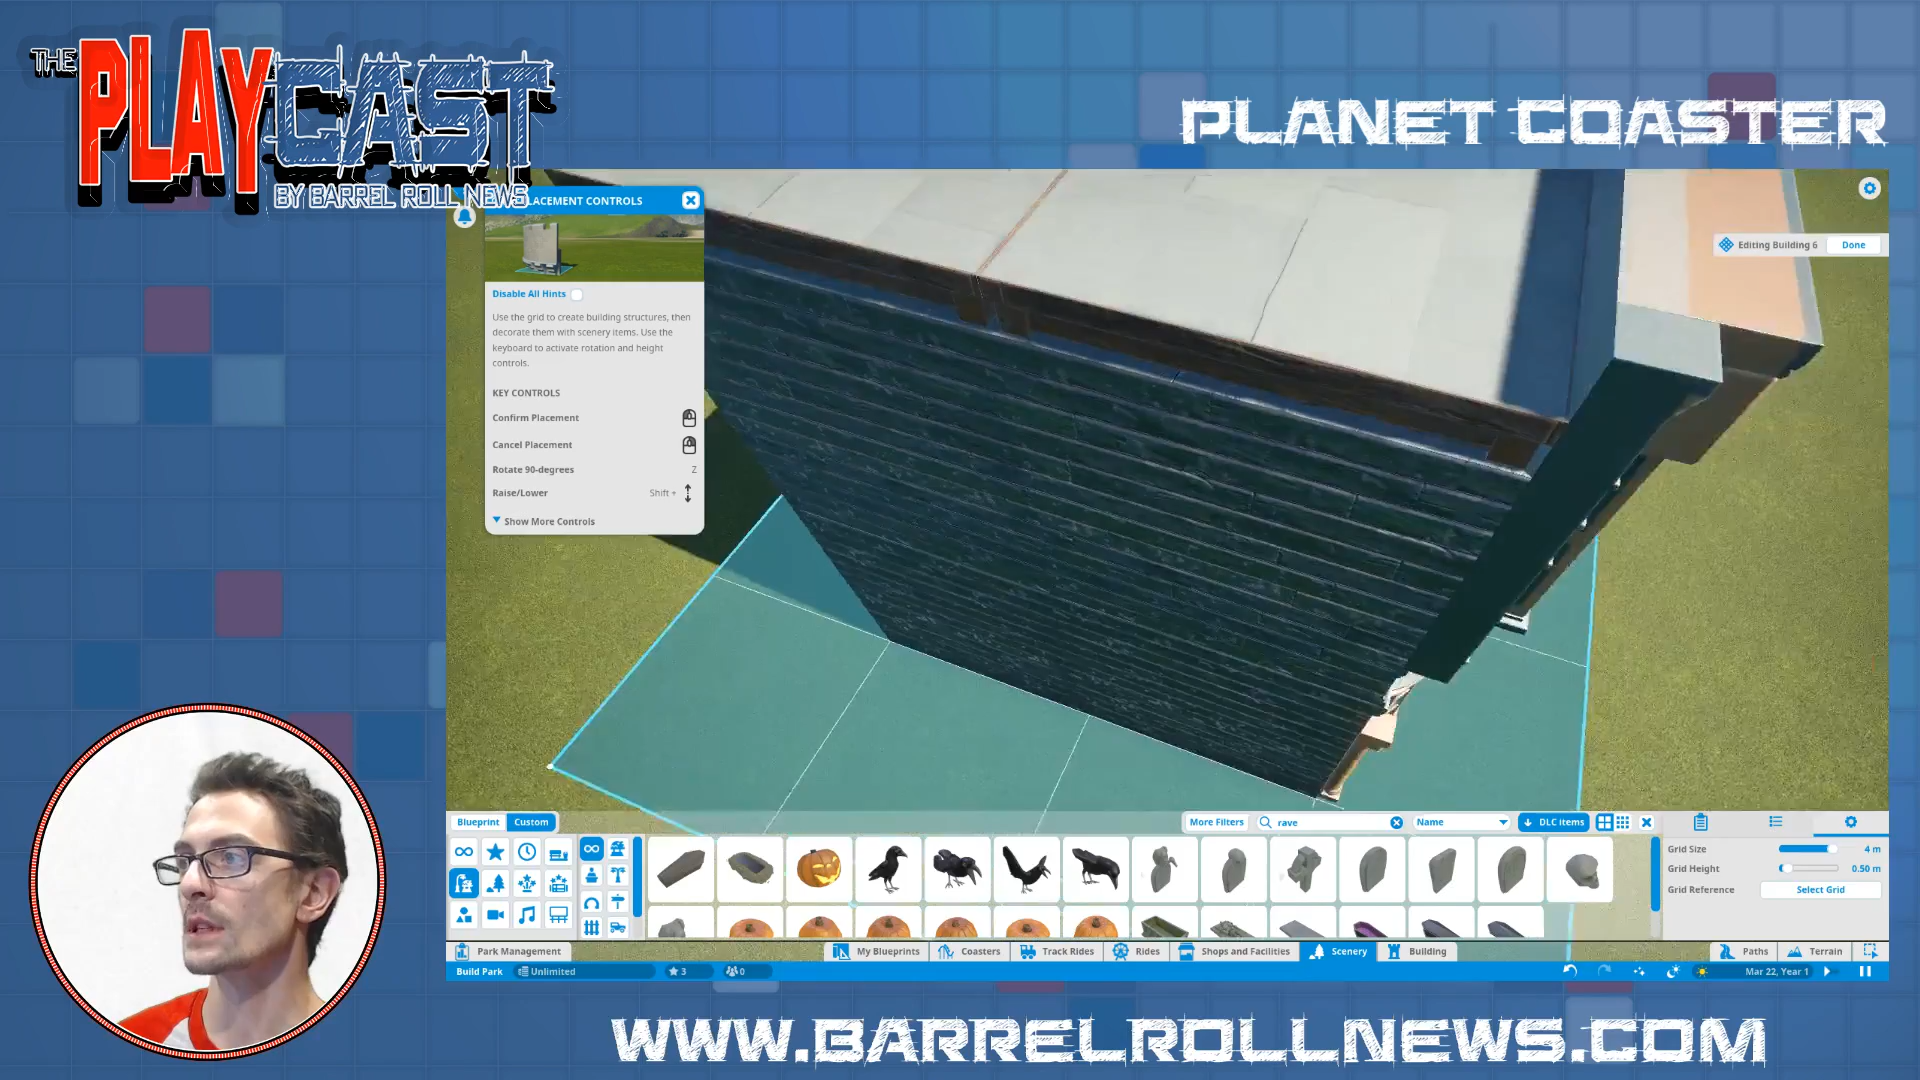 THE
PLAYCAST
BY BARREL ROLL NEWS
PLANET COASTER
LACEMENT CONTROLS
Editing Building 6 Done
Disable All Hints
Use the grid to create building structures, then
decorate them with scenery items. Use the
keyboard to activate rotation and height
controls.
KEY CONTROLS
Confirm Placement
Cancel Placement
Rotate 90-degrees Z
Raise/Lower Shift +
Show More Controls
Blueprint Custom More Filters rave Name DLC items
Grid Size 4 m
Grid Height 0.50 m
Grid Reference Select Grid
Park Management My Blueprints Coasters Track Rides Rides Shops and Facilities Scenery Building Paths Terrain
Build Park Unlimited 3 0 Mar 22, Year 1
WWW.BARRELROLLNEWS.COM